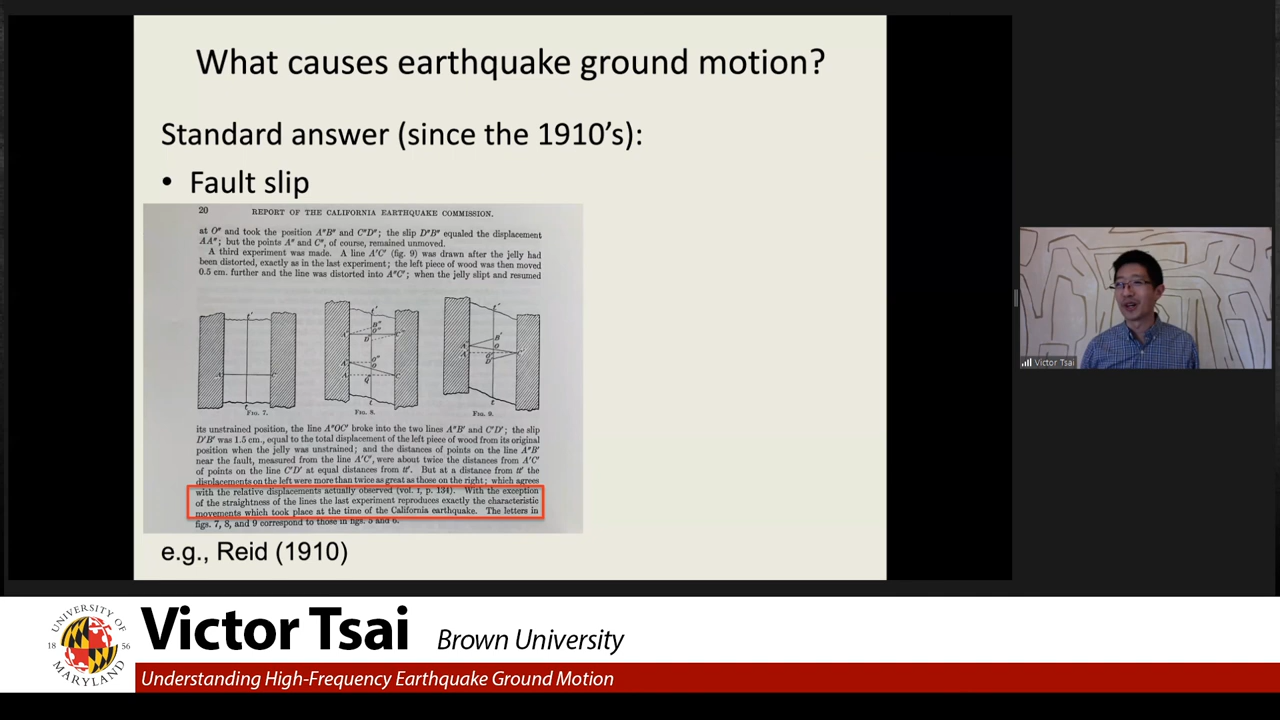 What causes earthquake ground motion?
Standard answer (since the 1910's):
• Fault slip
20 REPORT OF THE CALIFORNIA EARTHQUAKE COMMISSION.
at O" and took the position A"B" and C"D"; the slip D"B" equaled the displacement
AA"; but the points A" and C", of course, remained unmoved.
A third experiment was made. A line A'C' (fig. 9) was drawn after the jelly had
been distorted, exactly as in the last experiment; the left piece of wood was then moved
0.5 cm. further and the line was distorted into A"C'; when the jelly slipt and resumed
FIG. 7.
FIG. 8.
FIG. 9.
its unstrained position, the line A"OC' broke into the two lines A"B' and C'D'; the slip
D'B' was 1.5 cm., equal to the total displacement of the left piece of wood from its original
position when the jelly was unstrained; and the distances of points on the line A"B'
near the fault, measured from the line A'C', were about twice the distances from A'C'
of points on the line C'D' at equal distances from tt'. But at a distance from tt' the
displacements on the left were more than twice as great as those on the right; which agrees
with the relative displacements actually observed (vol. I, p. 134). With the exception
of the straightness of the lines the last experiment reproduces exactly the characteristic
movements which took place at the time of the California earthquake. The letters in
figs. 7, 8, and 9 correspond to those in figs. 5 and 6.
e.g., Reid (1910)
Victor Tsai
UNIVERSITY OF
18 56
MARYLAND
Victor Tsai Brown University
Understanding High-Frequency Earthquake Ground Motion